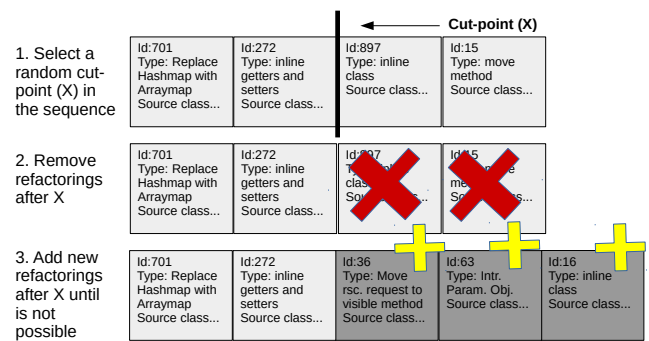 Cut-point (X)
1. Select a
random cut-
point (X) in
the sequence
Id:701
Type: Replace
Hashmap with
Arraymap
Source class...
Id:272
Type: inline
getters and
setters
Source class...
Id:897
Type: inline
class
Source class...
Id:15
Type: move
method
Source class...
2. Remove
refactorings
after X
Id:701
Type: Replace
Hashmap with
Arraymap
Source class...
Id:272
Type: inline
getters and
setters
Source class...
3. Add new
refactorings
after X until
is not
possible
Id:701
Type: Replace
Hashmap with
Arraymap
Source class...
Id:272
Type: inline
getters and
setters
Source class...
Id:36
Type: Move
rsc. request to
visible method
Source class...
Id:63
Type: Intr.
Param. Obj.
Source class...
Id:16
Type: inline
class
Source class...